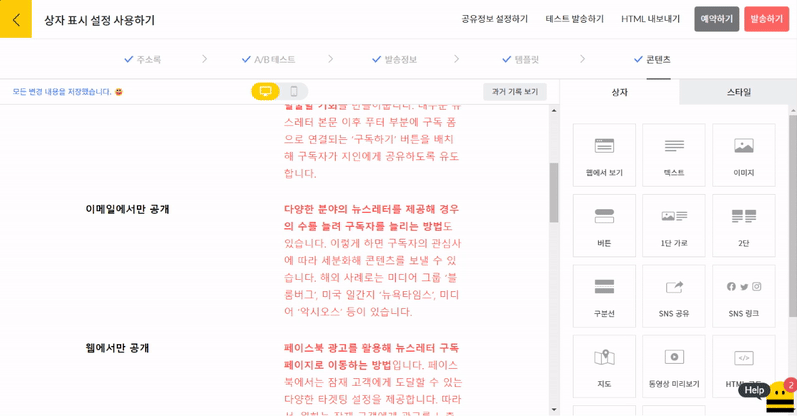 상자 표시 설정 사용하기
공유정보 설정하기
테스트 발송하기
HTML 내보내기
예약하기
발송하기
주소록
A/B 테스트
발송정보
템플릿
콘텐츠
모든 변경 내용을 저장했습니다.
과거 기록 보기
상자
스타일
를 만들어줍니다. 대부분 뉴
스레터 본문 이후 푸터 부분에 구독 폼
으로 연결되는 '구독하기' 버튼을 배치
해 구독자가 지인에게 공유하도록 유도
합니다.
이메일에서만 공개
다양한 분야의 뉴스레터를 제공해 경우
의 수를 늘려 구독자를 늘리는 방법도
있습니다. 이렇게 하면 구독자의 관심사
에 따라 세분화해 콘텐츠를 보낼 수 있
습니다. 해외 사례로는 미디어 그룹 '블
룸버그', 미국 일간지 '뉴욕타임스', 미디
어 '악시오스' 등이 있습니다.
웹에서만 공개
페이스북 광고를 활용해 뉴스레터 구독
페이지로 이동하는 방법입니다. 페이스
북에서는 잠재 고객에게 도달할 수 있는
다양한 타겟팅 설정을 제공합니다. 따라
웹에서 보기
텍스트
이미지
버튼
1단 가로
2단
구분선
SNS 공유
SNS 링크
지도
동영상 미리보기
HTML
Help
2